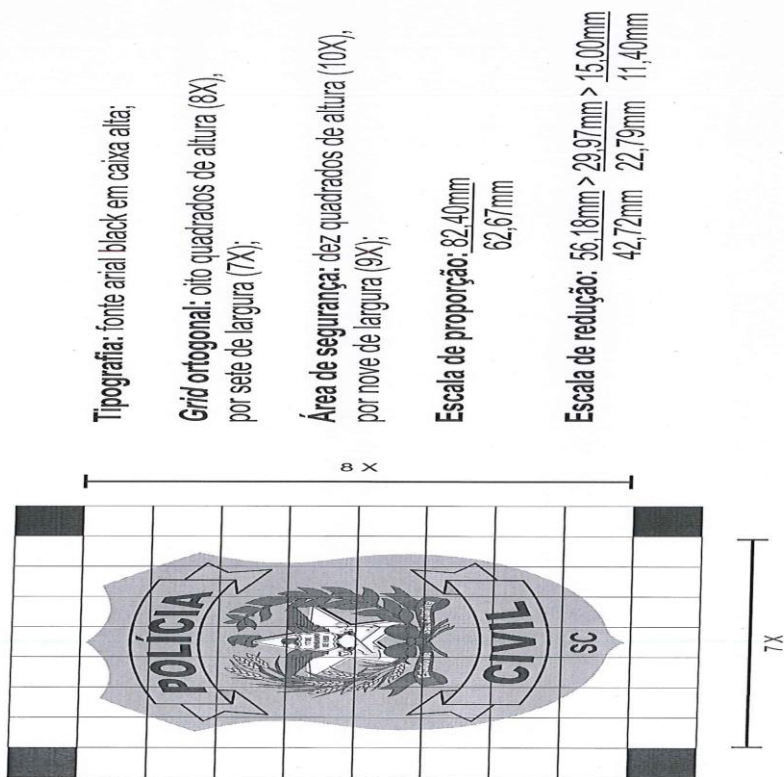 Tipografia: fonte arial black em caixa alta;
Grid ortogonal: oito quadrados de altura (8X),
por sete de largura (7X);
Área de segurança: dez quadrados de altura (10X)
por nove de largura (9X);
Escala de proporção: 82,40mm
62,67mm
Escala de redução: 56,18mm > 29,97mm > 15,00mm
42,72mm 22,79mm 11,40mm
8 X
POLÍCIA
CIVIL
SC
7X